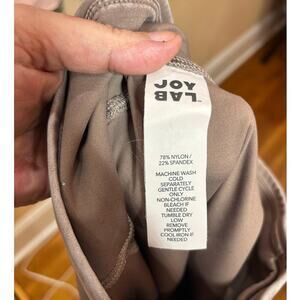 JOY
LAB™
78% NYLON /
22% SPANDEX
MACHINE WASH
COLD
SEPARATELY
GENTLE CYCLE
ONLY
NON-CHLORINE
BLEACH IF
NEEDED
TUMBLE DRY
LOW
REMOVE
PROMPTLY
COOL IRON IF
NEEDED